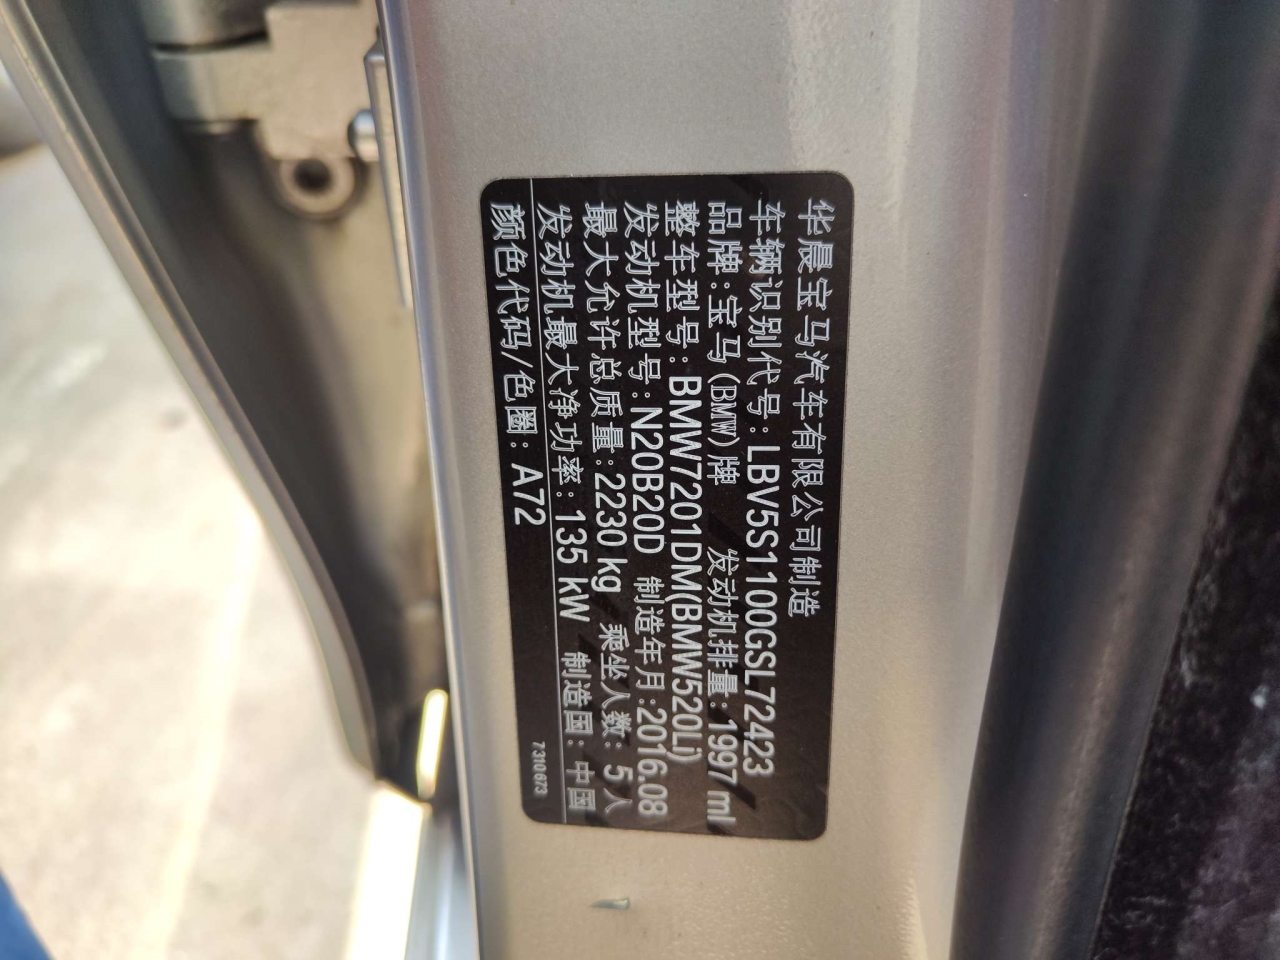 华晨宝马汽车有限公司制造
车辆识别代号:LBV5S1100GSL72423
品牌:宝马(BMW)牌 发动机排量:1997 ml
整车型号:BMW7201DM(BMW520Li)
发动机型号:N20B20D 制造年月:2016.08
最大允许总质量:2230 kg 乘坐人数:5人
发动机最大净功率:135 kW 制造国:中国
颜色代码/色圈:A72
7310673